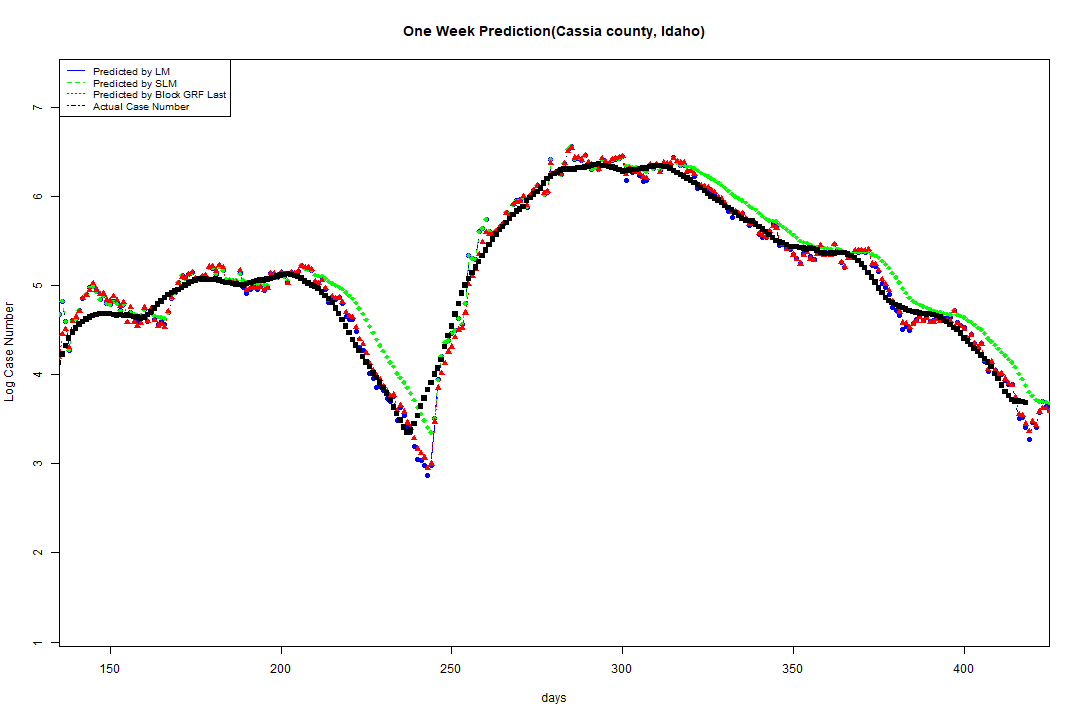 One Week Prediction(Cassia county, Idaho)
Predicted by LM
Predicted by SLM
Predicted by Block GRF Last
Actual Case Number
Log Case Number
7
6
5
4
3
2
1
150 200 250 300 350 400
days